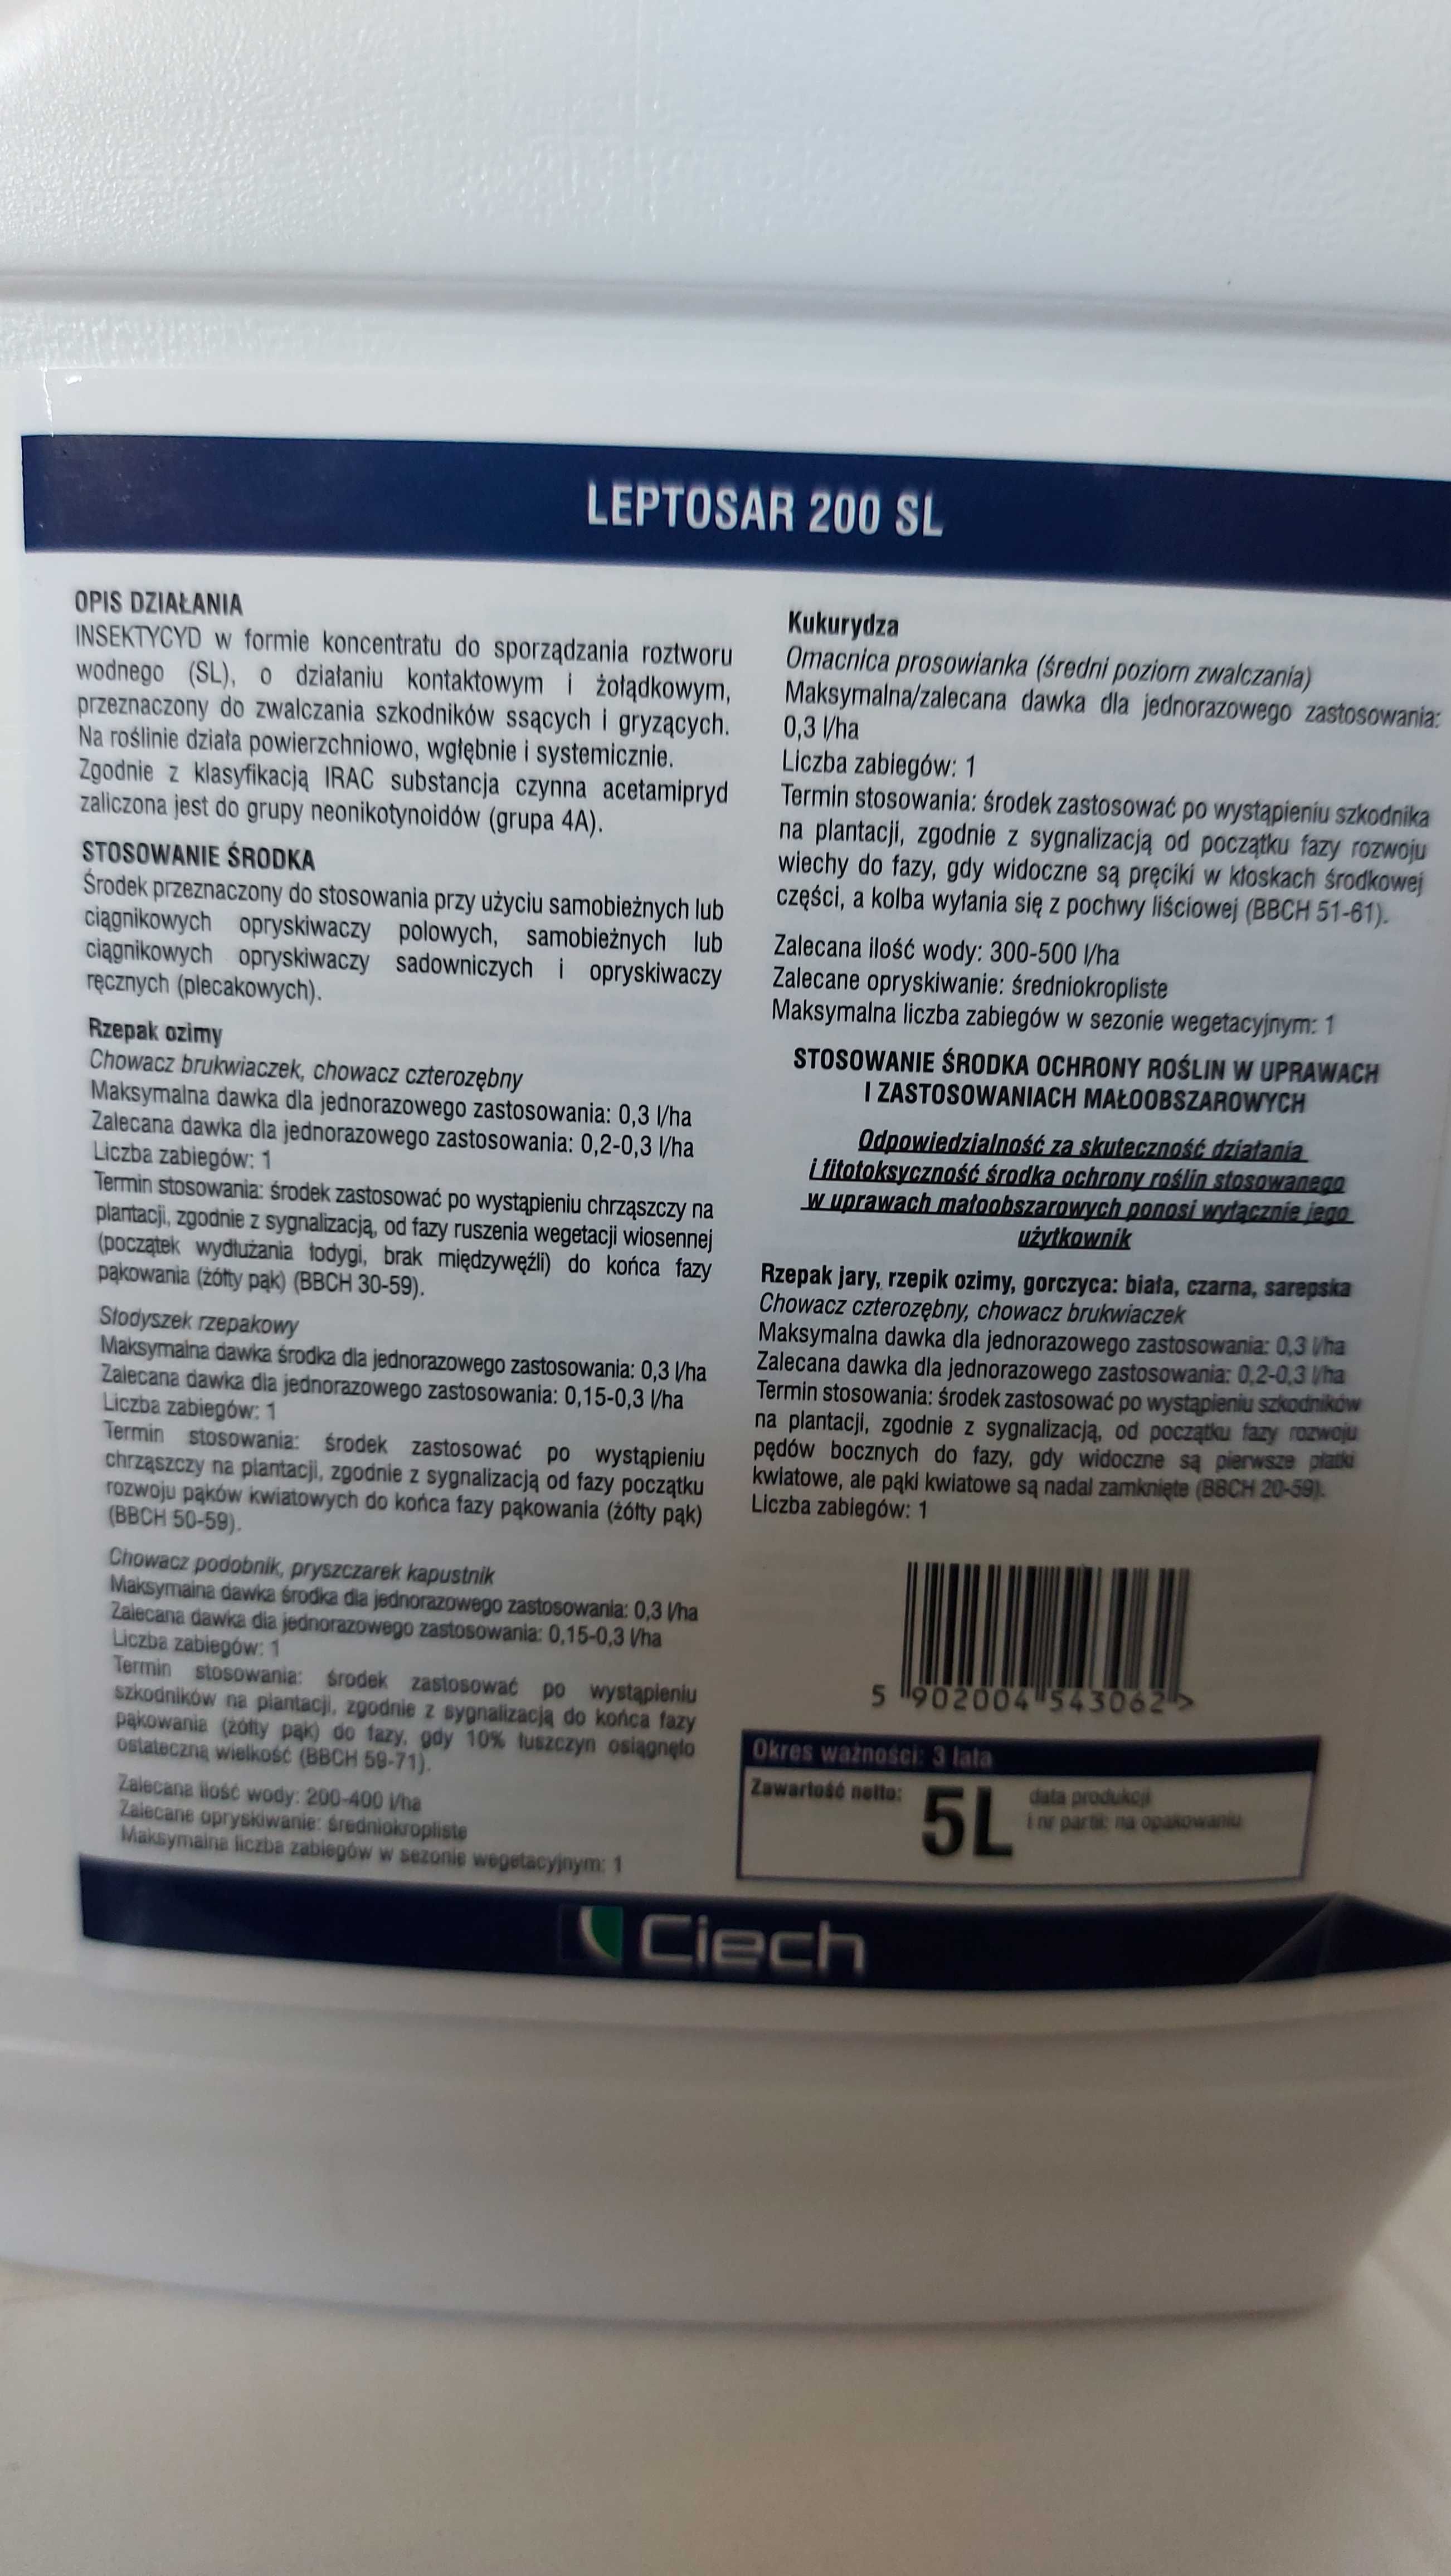 LEPTOSAR 200 SL
OPIS DZIAŁANIA
INSEKTYCYD w formie koncentratu do sporządzania roztworu
wodnego (SL), o działaniu kontaktowym i żołądkowym,
przeznaczony do zwalczania szkodników ssących i gryzących.
Na roślinie działa powierzchniowo, wgłębnie i systemicznie.
Zgodnie z klasyfikacją IRAC substancja czynna acetamipryd
zaliczona jest do grupy neonikotynoidów (grupa 4A).
STOSOWANIE ŚRODKA
Środek przeznaczony do stosowania przy użyciu samobieżnych lub
ciągnikowych opryskiwaczy polowych, samobieżnych lub
ciągnikowych opryskiwaczy sadowniczych i opryskiwaczy
ręcznych (plecakowych).
Rzepak ozimy
Chowacz brukwiaczek, chowacz czterozębny
Maksymalna dawka dla jednorazowego zastosowania: 0,3 l/ha
Zalecana dawka dla jednorazowego zastosowania: 0,2-0,3 l/ha
Liczba zabiegów: 1
Termin stosowania: środek zastosować po wystąpieniu chrząszczy na
plantacji, zgodnie z sygnalizacją, od fazy ruszenia wegetacji wiosennej
(początek wydłużania łodygi, brak międzywęźli) do końca fazy
pąkowania (żółty pąk) (BBCH 30-59).
Słodyszek rzepakowy
Maksymalna dawka środka dla jednorazowego zastosowania: 0,3 l/ha
Zalecana dawka dla jednorazowego zastosowania: 0,15-0,3 l/ha
Liczba zabiegów: 1
Termin stosowania: środek zastosować po wystąpieniu
chrząszczy na plantacji, zgodnie z sygnalizacją od fazy początku
rozwoju pąków kwiatowych do końca fazy pąkowania (żółty pąk)
(BBCH 50-59).
Chowacz podobnik, pryszczarek kapustnik
Maksymalna dawka środka dla jednorazowego zastosowania: 0,3 l/ha
Zalecana dawka dla jednorazowego zastosowania: 0,15-0,3 l/ha
Liczba zabiegów: 1
Termin stosowania: środek zastosować po wystąpieniu
szkodników na plantacji, zgodnie z sygnalizacją do końca fazy
pąkowania (żółty pąk) do fazy, gdy 10% łuszczyn osiągnęło
ostateczną wielkość (BBCH 59-71).
Zalecana ilość wody: 200-400 l/ha
Zalecane opryskiwanie: średniokropliste
Maksymalna liczba zabiegów w sezonie wegetacyjnym: 1
Kukurydza
Omacnica prosowianka (średni poziom zwalczania)
Maksymalna/zalecana dawka dla jednorazowego zastosowania:
0,3 l/ha
Liczba zabiegów: 1
Termin stosowania: środek zastosować po wystąpieniu szkodnika
na plantacji, zgodnie z sygnalizacją od początku fazy rozwoju
wiechy do fazy, gdy widoczne są pręciki w kłoskach środkowej
części, a kolba wyłania się z pochwy liściowej (BBCH 51-61).
Zalecana ilość wody: 300-500 l/ha
Zalecane opryskiwanie: średniokropliste
Maksymalna liczba zabiegów w sezonie wegetacyjnym: 1
STOSOWANIE ŚRODKA OCHRONY ROŚLIN W UPRAWACH
I ZASTOSOWANIACH MAŁOOBSZAROWYCH
Odpowiedzialność za skuteczność działania
i fitotoksyczność środka ochrony roślin stosowanego
w uprawach małoobszarowych ponosi wyłącznie jego
użytkownik
Rzepak jary, rzepik ozimy, gorczyca: biała, czarna, sarepska
Chowacz czterozębny, chowacz brukwiaczek
Maksymalna dawka dla jednorazowego zastosowania: 0,3 l/ha
Zalecana dawka dla jednorazowego zastosowania: 0,2-0,3 l/ha
Termin stosowania: środek zastosować po wystąpieniu szkodników
na plantacji, zgodnie z sygnalizacją, od początku fazy rozwoju
pędów bocznych do fazy, gdy widoczne są pierwsze płatki
kwiatowe, ale pąki kwiatowe są nadal zamknięte (BBCH 20-59).
Liczba zabiegów: 1
5 902004 543062 >
Okres ważności: 3 lata
Zawartość netto: 5L
data produkcji
i nr partii: na opakowaniu
Ciech